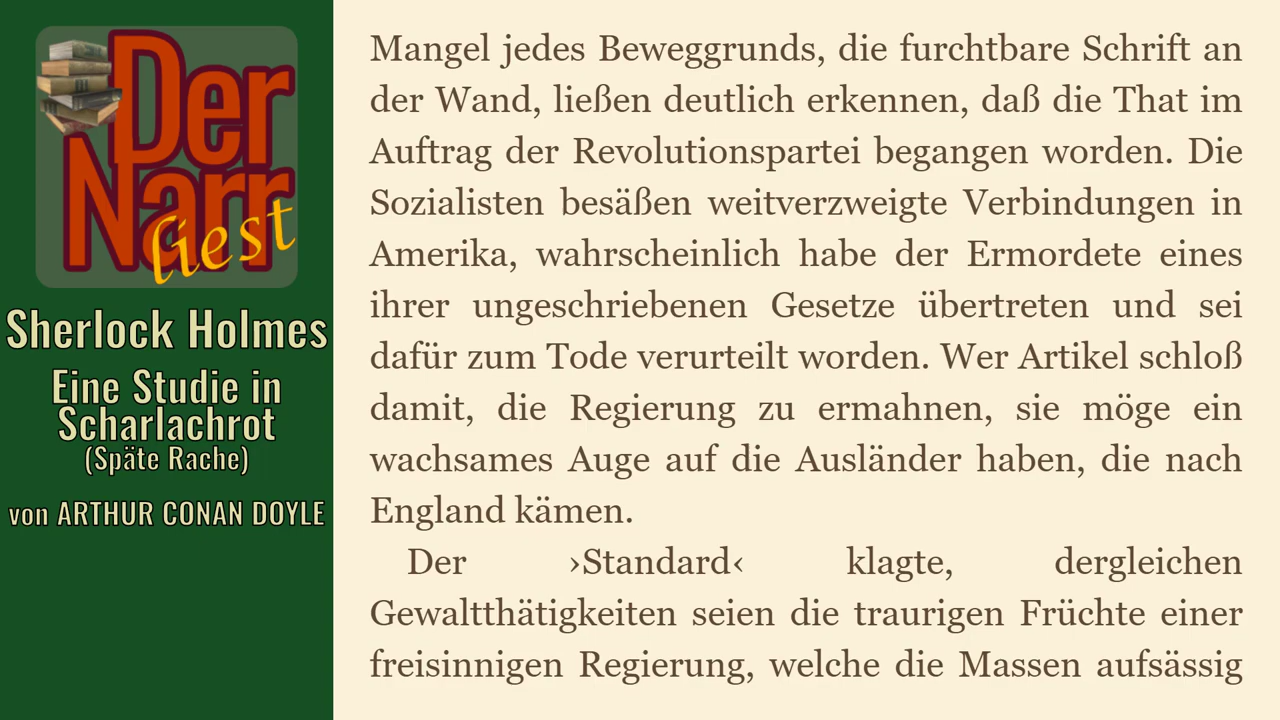 Der
Narr
liest
Sherlock Holmes
Eine Studie in
Scharlachrot
(Späte Rache)
von ARTHUR CONAN DOYLE
Mangel jedes Beweggrunds, die furchtbare Schrift an
der Wand, ließen deutlich erkennen, daß die That im
Auftrag der Revolutionspartei begangen worden. Die
Sozialisten besäßen weitverzweigte Verbindungen in
Amerika, wahrscheinlich habe der Ermordete eines
ihrer ungeschriebenen Gesetze übertreten und sei
dafür zum Tode verurteilt worden. Wer Artikel schloß
damit, die Regierung zu ermahnen, sie möge ein
wachsames Auge auf die Ausländer haben, die nach
England kämen.
Der ›Standard‹ klagte, dergleichen
Gewaltthätigkeiten seien die traurigen Früchte einer
freisinnigen Regierung, welche die Massen aufsässig